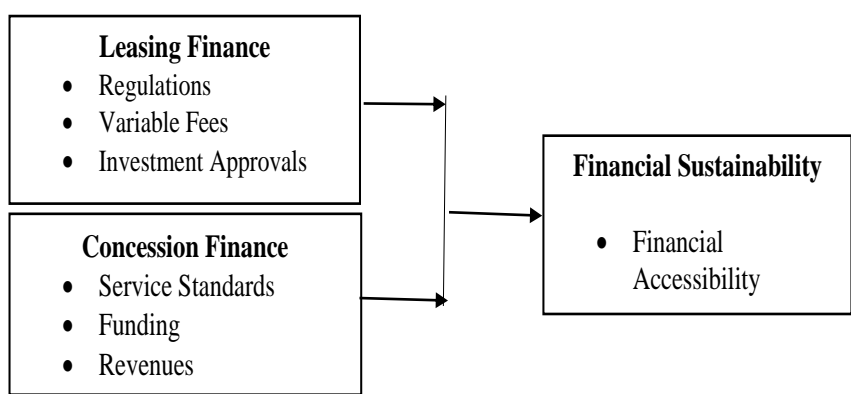 Leasing Finance
• Regulations
• Variable Fees
• Investment Approvals
Concession Finance
• Service Standards
• Funding
• Revenues
Financial Sustainability
• Financial
Accessibility